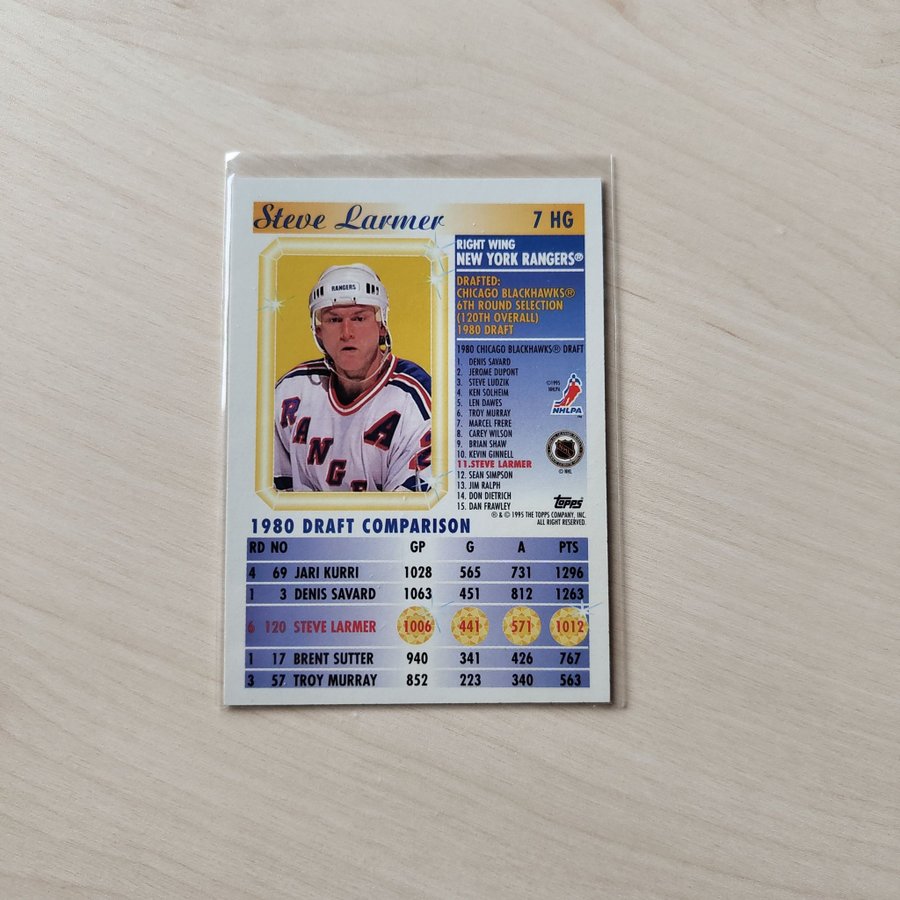 Steve Larmer 7 HG
RIGHT WING
NEW YORK RANGERS®
DRAFTED:
CHICAGO BLACKHAWKS®
6TH ROUND SELECTION
(120TH OVERALL)
1980 DRAFT
1980 CHICAGO BLACKHAWKS® DRAFT
1. DENIS SAVARD
2. JEROME DUPONT
3. STEVE LUDZIK
4. KEN SOLHEIM
5. LEN DAWES
6. TROY MURRAY
7. MARCEL FRERE
8. CAREY WILSON
9. BRIAN SHAW
10. KEVIN GINNELL
11. STEVE LARMER
12. SEAN SIMPSON
13. JIM RALPH
14. DON DIETRICH
15. DAN FRAWLEY
©1995
NHLPA
NHLPA
NHL
© NHL
topps
® & © 1995 THE TOPPS COMPANY, INC.
ALL RIGHT RESERVED.
RANGERS
A
RANGE
2
1980 DRAFT COMPARISON
RD NO GP G A PTS
4 69 JARI KURRI 1028 565 731 1296
1 3 DENIS SAVARD 1063 451 812 1263
6 120 STEVE LARMER 1006 441 571 1012
1 17 BRENT SUTTER 940 341 426 767
3 57 TROY MURRAY 852 223 340 563